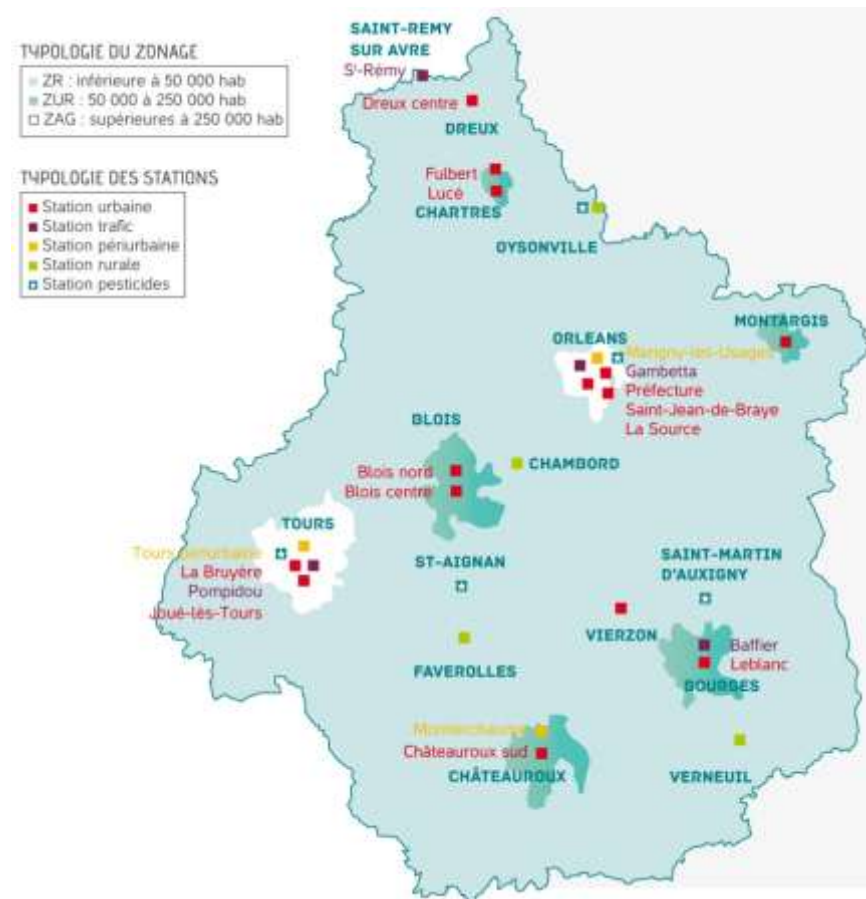 TYPOLOGIE DU ZONAGE
ZR : inférieure à 50 000 hab
ZUR : 50 000 à 250 000 hab
ZAG : supérieures à 250 000 hab
TYPOLOGIE DES STATIONS
Station urbaine
Station trafic
Station périurbaine
Station rurale
Station pesticides
SAINT-REMY
SUR AVRE
St-Rémy
Dreux centre
DREUX
Fulbert
Lucé
CHARTRES
OYSONVILLE
MONTARGIS
ORLEANS
Marigny-les-Usages
Gambetta
Préfecture
Saint-Jean-de-Braye
La Source
BLOIS
Blois nord
Blois centre
CHAMBORD
TOURS
Tours périurbaine
La Bruyère
Pompidou
Joué-lès-Tours
ST-AIGNAN
SAINT-MARTIN
D'AUXIGNY
VIERZON
FAVEROLLES
Baffier
Leblanc
BOURGES
Châteauroux sud
CHÂTEAUROUX
VERNEUIL